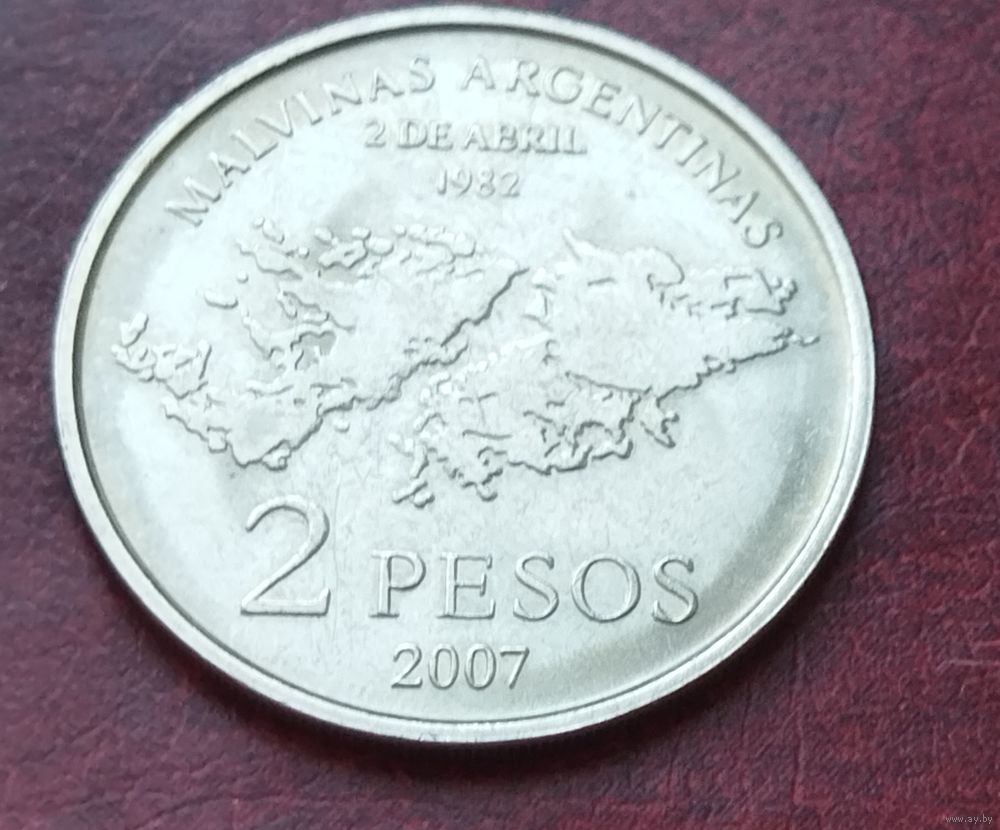 MALVINAS ARGENTINAS
2 DE ABRIL
1982
2 PESOS
2007
www.ay.by